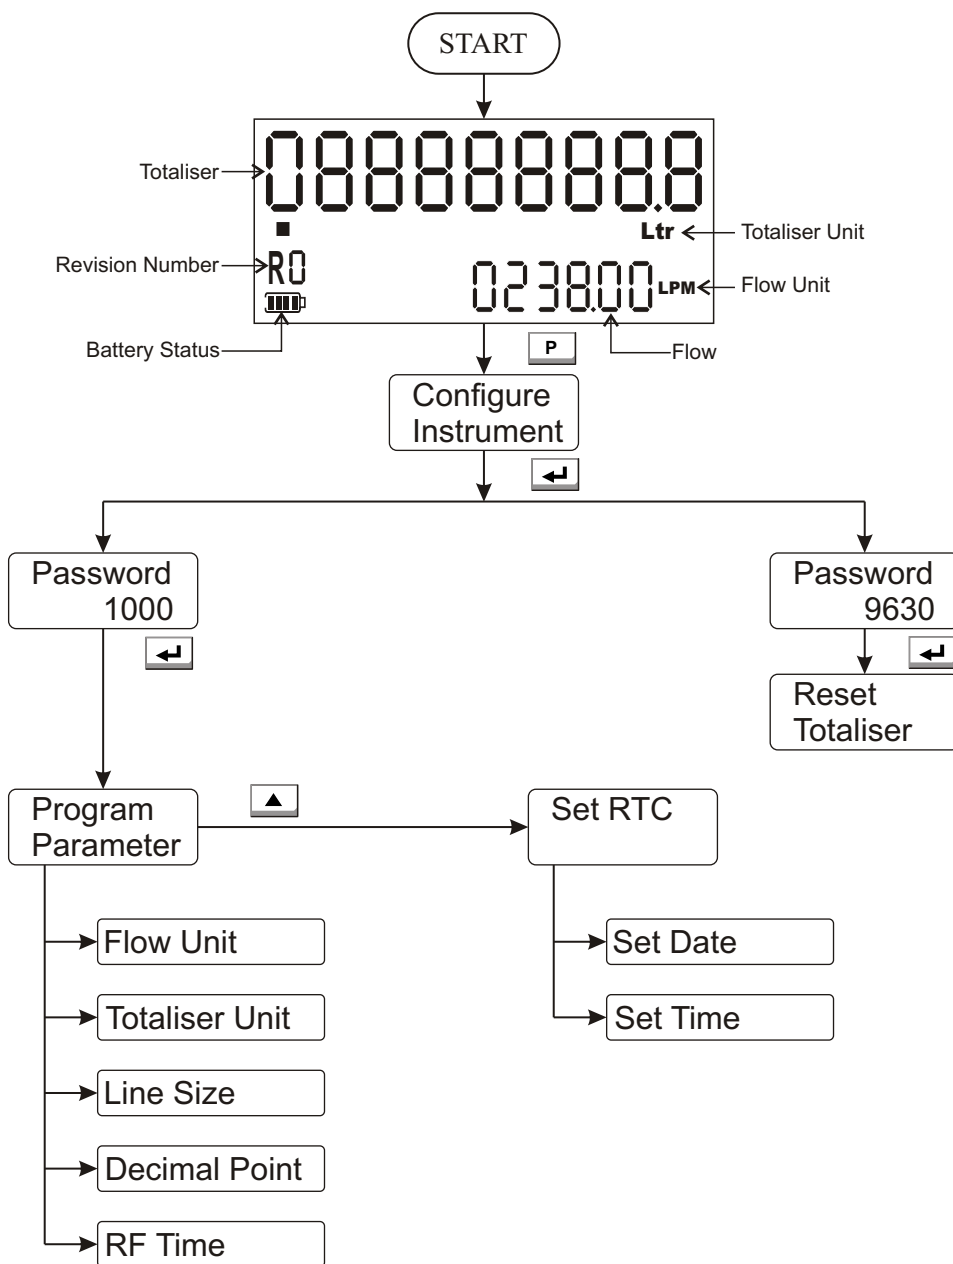 START
Totaliser
088888888.8
Ltr
Totaliser Unit
Revision Number
R0
0238.00
LPM
Flow Unit
Battery Status
P
Flow
Configure
Instrument
Password
1000
Password
9630
Reset
Totaliser
Program
Parameter
Set RTC
Flow Unit
Set Date
Totaliser Unit
Set Time
Line Size
Decimal Point
RF Time